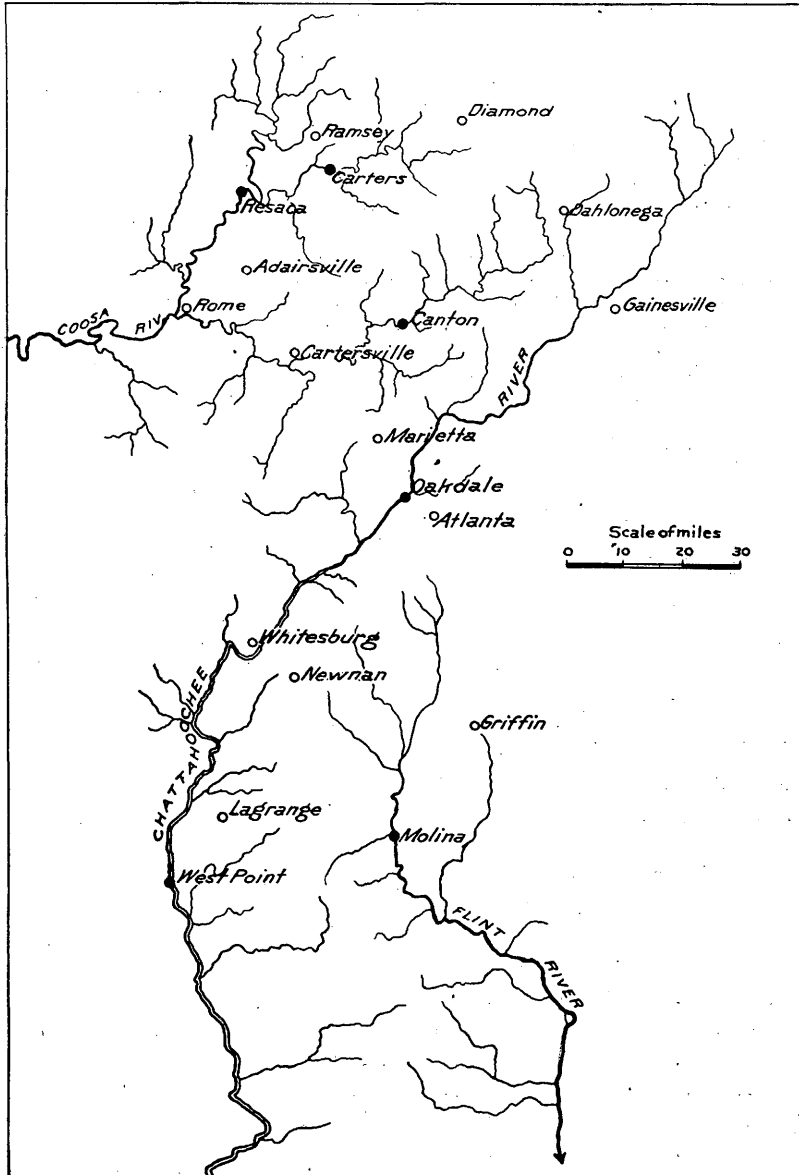 Diamond
Ramsey
Carters
Resaca
Dahlonega
Adairsville
Rome
Gainesville
COOSA RIV.
Canton
Cartersville
RIVER
Marietta
Oakdale
Atlanta
Scale of miles
0 10 20 30
Whitesburg
Newnan
CHATTAHOOCHEE
Griffin
Lagrange
Molina
West Point
FLINT RIVER